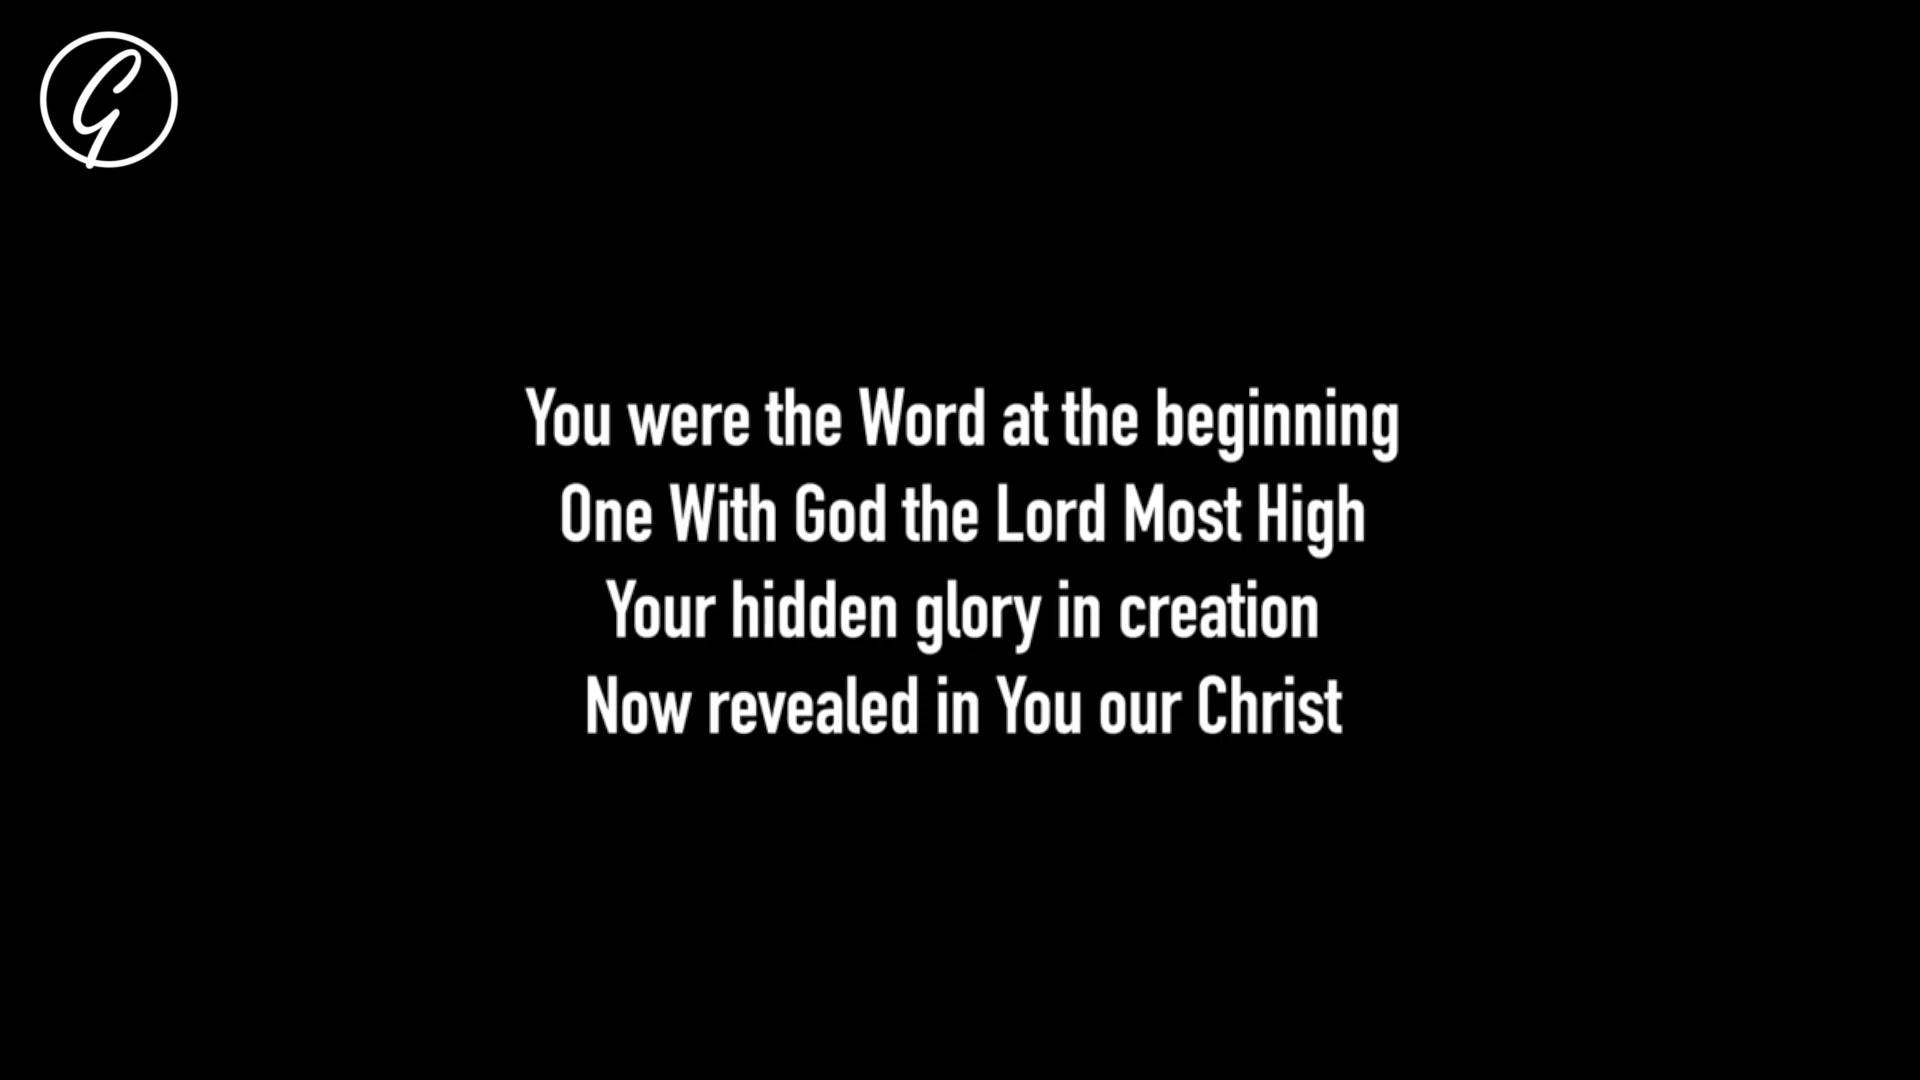 G
You were the Word at the beginning
One With God the Lord Most High
Your hidden glory in creation
Now revealed in You our Christ